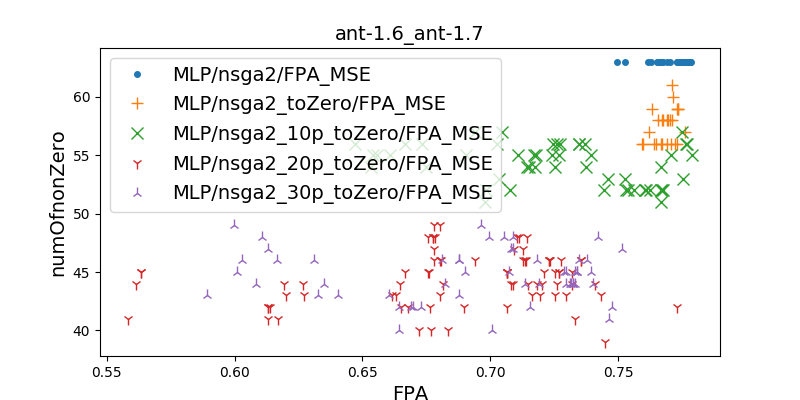 ant-1.6_ant-1.7
MLP/nsga2/FPA_MSE
MLP/nsga2_toZero/FPA_MSE
MLP/nsga2_10p_toZero/FPA_MSE
MLP/nsga2_20p_toZero/FPA_MSE
MLP/nsga2_30p_toZero/FPA_MSE
numOfnonZero
60
55
50
45
40
0.55 0.60 0.65 0.70 0.75
FPA